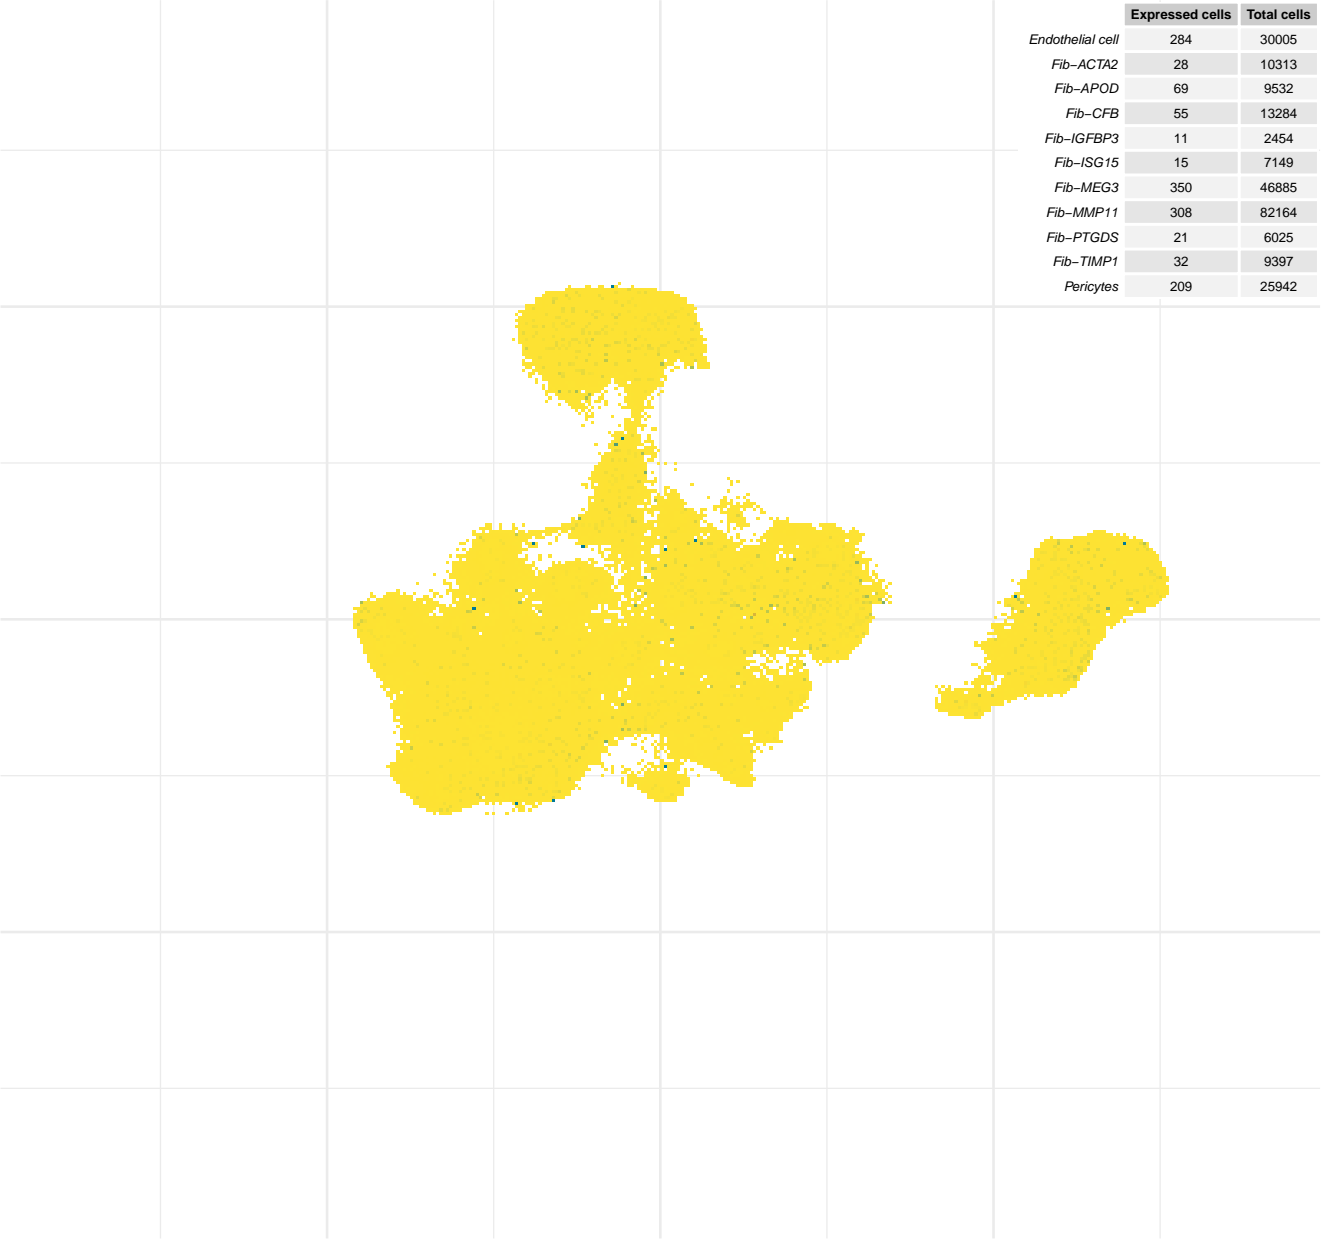 Expressed cells Total cells
Endothelial cell 284 30005
Fib−ACTA2 28 10313
Fib−APOD 69 9532
Fib−CFB 55 13284
Fib−IGFBP3 11 2454
Fib−ISG15 15 7149
Fib−MEG3 350 46885
Fib−MMP11 308 82164
Fib−PTGDS 21 6025
Fib−TIMP1 32 9397
Pericytes 209 25942